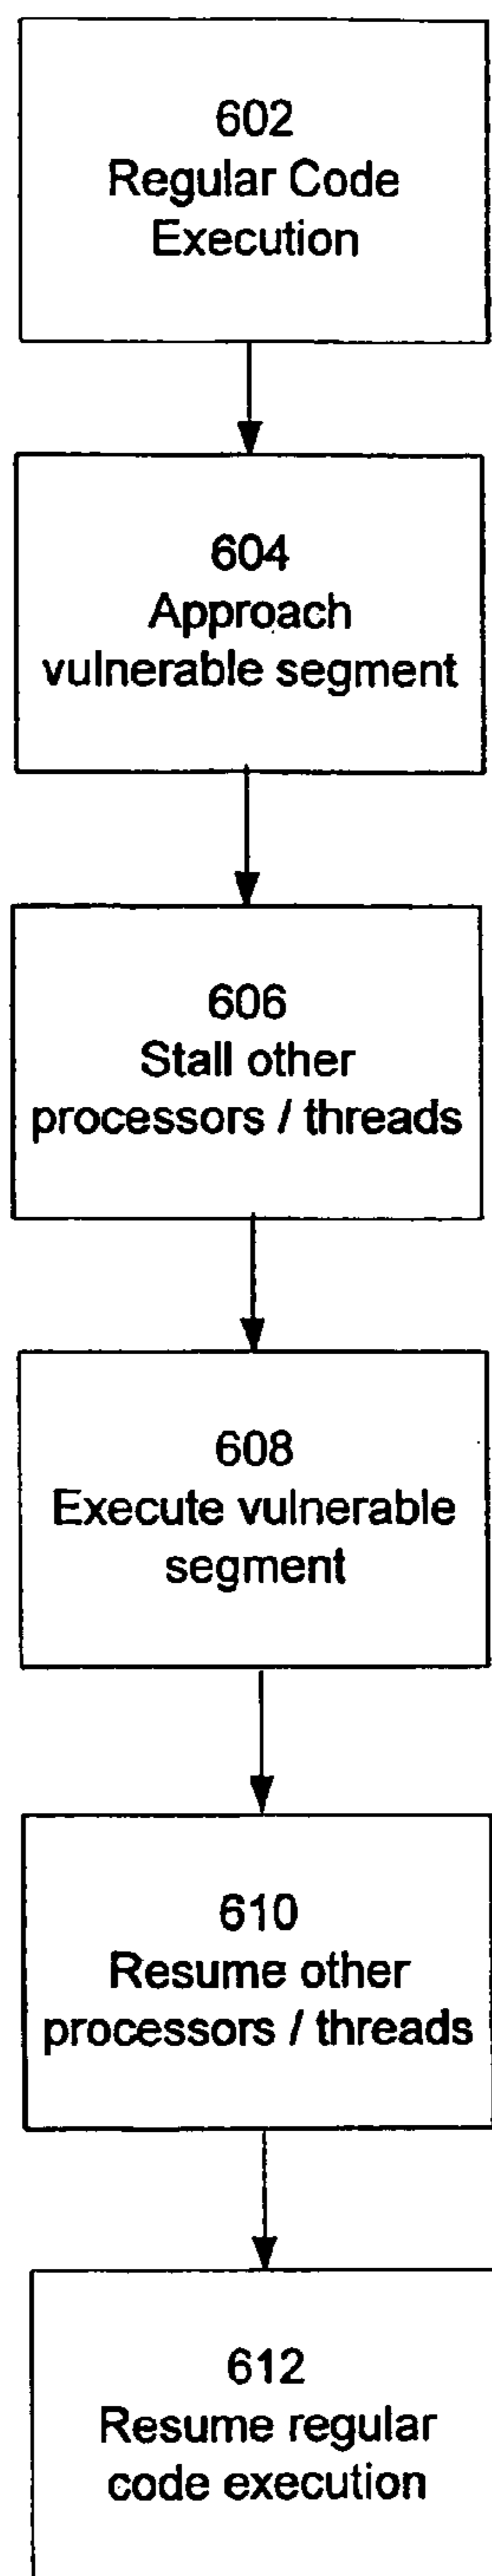 602
Regular Code
Execution
604
Approach
vulnerable segment
606
Stall other
processors / threads
608
Execute vulnerable
segment
610
Resume other
processors / threads
612
Resume regular
code execution